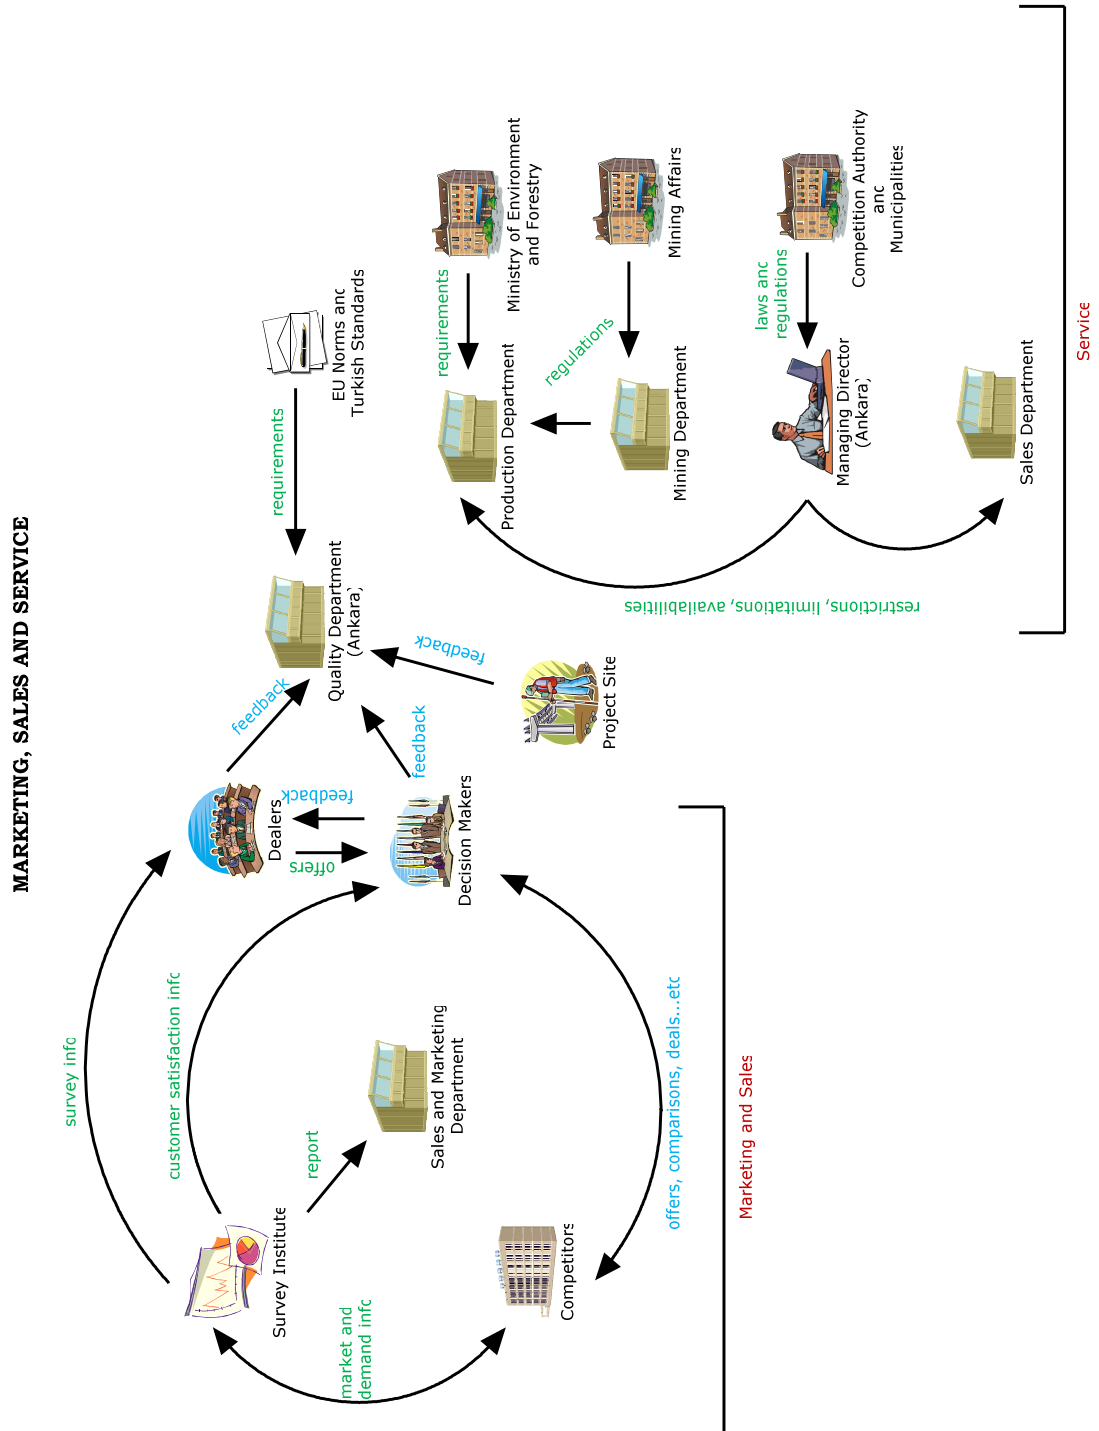 MARKETING, SALES AND SERVICE
survey info
customer satisfaction info
Survey Institute
report
market and
demand info
Sales and Marketing
Department
Competitors
offers, comparisons, deals...etc
Marketing and Sales
Dealers
offers
feedback
Decision Makers
feedback
feedback
feedback
Project Site
Quality Department
(Ankara)
requirements
EU Norms and
Turkish Standards
Production Department
requirements
Ministry of Environment
and Forestry
Mining Department
regulations
Mining Affairs
Managing Director
(Ankara)
laws and
regulations
Competition Authority
and
Municipalities
restrictions, limitations, availabilities
Sales Department
Service